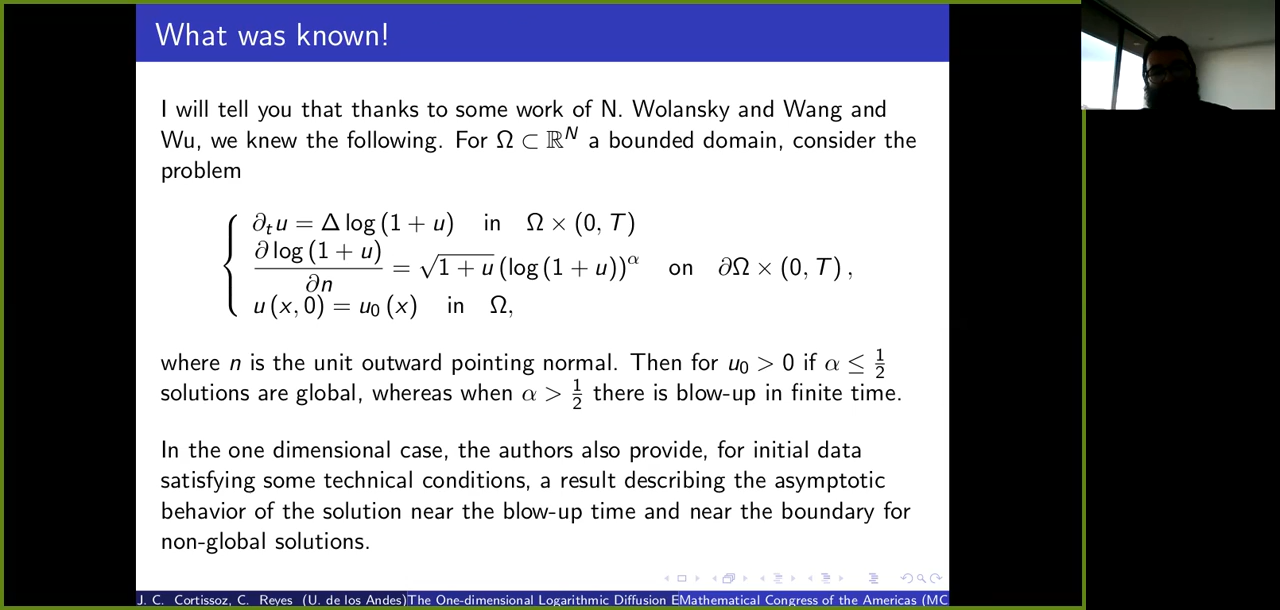 What was known!
I will tell you that thanks to some work of N. Wolansky and Wang and
Wu, we knew the following. For Ω ⊂ ℝᴺ a bounded domain, consider the
problem
∂ₜu = Δ log (1 + u) in Ω × (0, T)
∂ log (1 + u) / ∂n = √(1 + u) (log (1 + u))^α on ∂Ω × (0, T) ,
u (x, 0) = u₀ (x) in Ω,
where n is the unit outward pointing normal. Then for u₀ > 0 if α ≤ 1/2
solutions are global, whereas when α > 1/2 there is blow-up in finite time.
In the one dimensional case, the authors also provide, for initial data
satisfying some technical conditions, a result describing the asymptotic
behavior of the solution near the blow-up time and near the boundary for
non-global solutions.
J. C. Cortissoz, C. Reyes (U. de los Andes)The One-dimensional Logarithmic Diffusion EMathematical Congress of the Americas (MC